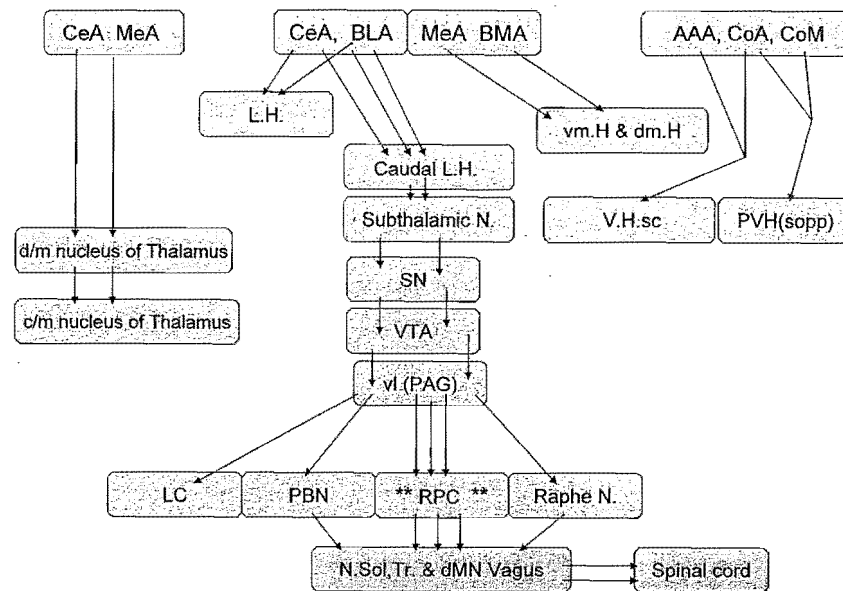 CeA MeA
CeA, BLA
MeA BMA
AAA, CoA, CoM
L.H.
vm.H & dm.H
Caudal L.H.
Subthalamic N.
V.H.sc
PVH(sopp)
d/m nucleus of Thalamus
SN
c/m nucleus of Thalamus
VTA
vl.(PAG)
LC
PBN
** RPC **
Raphe N.
N.Sol,Tr. & dMN Vagus
Spinal cord